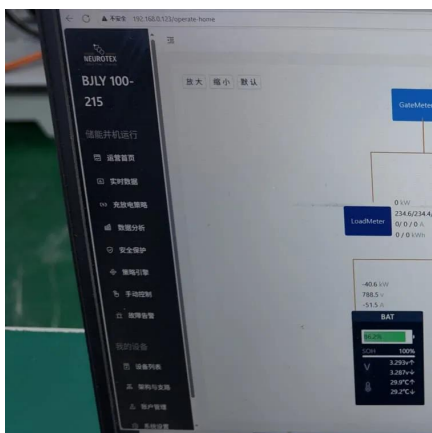 不安全 192.168.0.123/operate-home
NEUROTEX
BJLY 100-
215
储能并机运行
运营首页
实时数据
充放电策略
数据分析
安全保护
策略引擎
手动控制
故障告警
我的设备
设备列表
架构与支路
放大 缩小 默认
GateMeter
LoadMeter
0 kW
234.6/234.4/
0/ 0/ 0 A
0 / 0 kWh
-40.6 kW
788.5 v
-51.5 A
BAT
SOH 100%
V
3.293v↑
3.287v↓
29.9℃↑
29.2℃↓